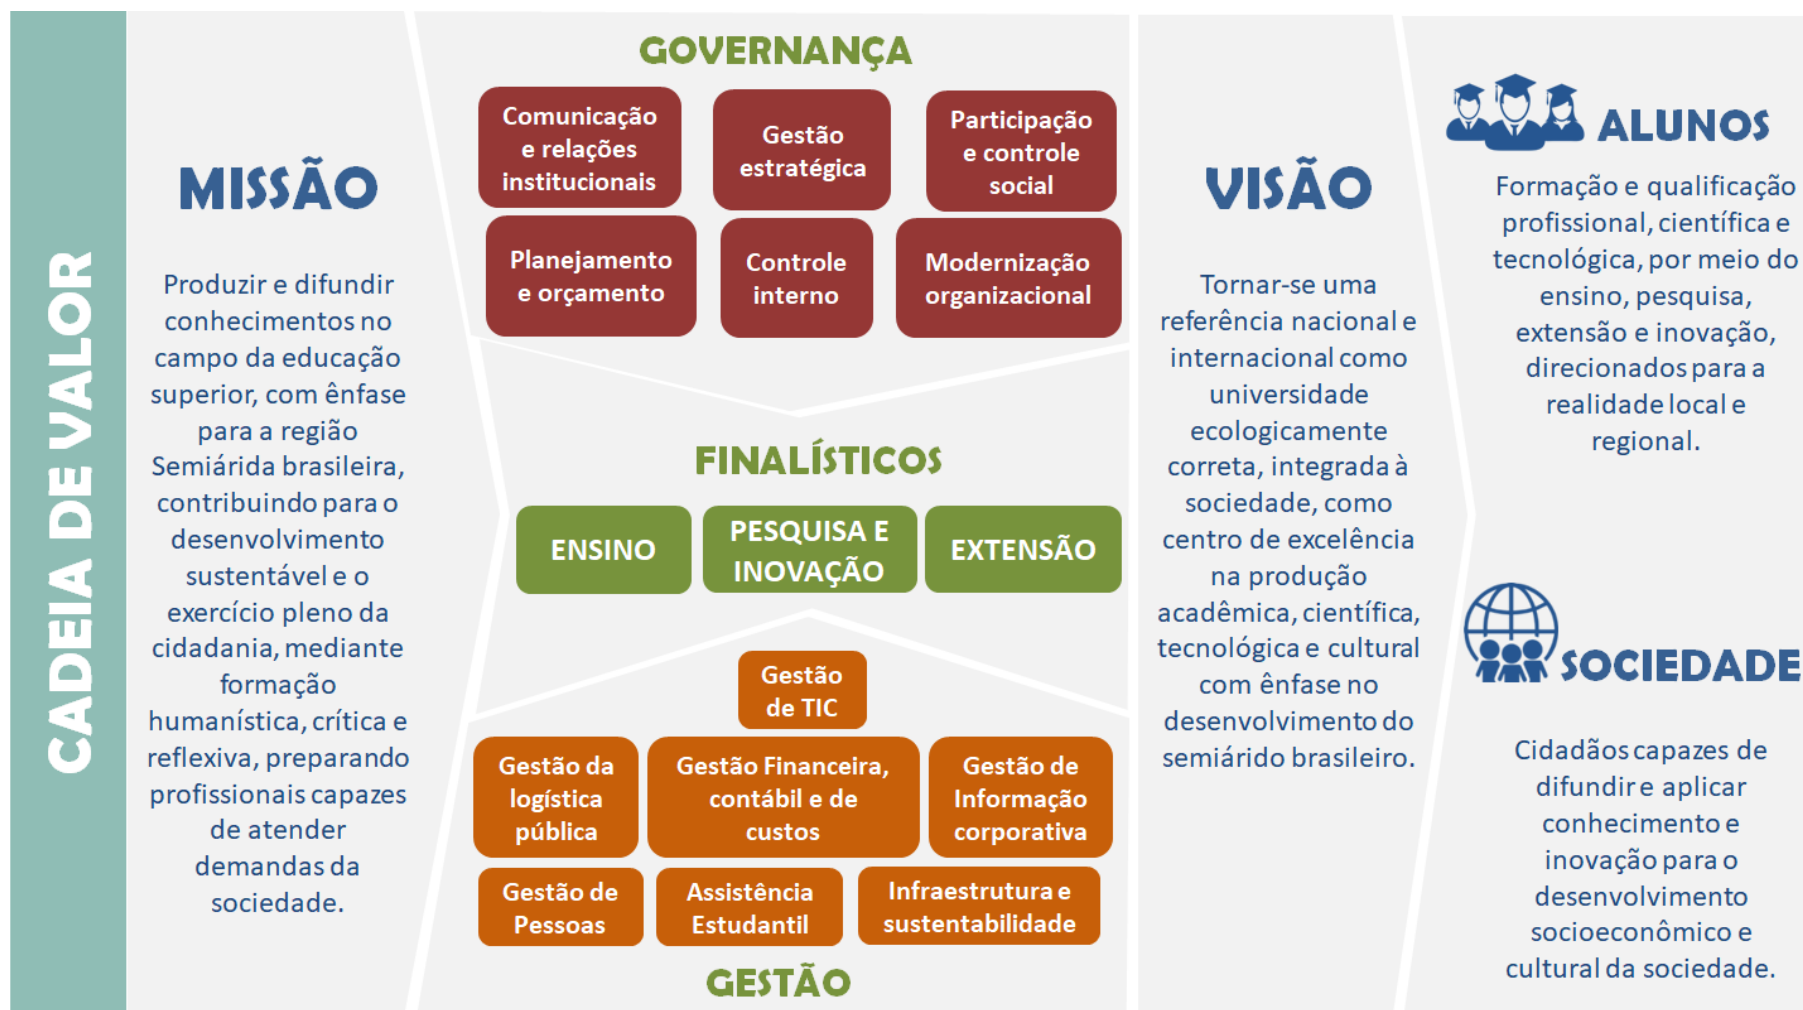 CADEIA DE VALOR
MISSÃO
Produzir e difundir
conhecimentos no
campo da educação
superior, com ênfase
para a região
Semiárida brasileira,
contribuindo para o
desenvolvimento
sustentável e o
exercício pleno da
cidadania, mediante
formação
humanística, crítica e
reflexiva, preparando
profissionais capazes
de atender
demandas da
sociedade.
GOVERNANÇA
Comunicação
e relações
institucionais
Gestão
estratégica
Participação
e controle
social
Planejamento
e orçamento
Controle
interno
Modernização
organizacional
FINALÍSTICOS
ENSINO
PESQUISA E
INOVAÇÃO
EXTENSÃO
Gestão
de TIC
Gestão da
logística
pública
Gestão Financeira,
contábil e de
custos
Gestão de
Informação
corporativa
Gestão de
Pessoas
Assistência
Estudantil
Infraestrutura e
sustentabilidade
GESTÃO
VISÃO
Tornar-se uma
referência nacional e
internacional como
universidade
ecologicamente
correta, integrada à
sociedade, como
centro de excelência
na produção
acadêmica, científica,
tecnológica e cultural
com ênfase no
desenvolvimento do
semiárido brasileiro.
ALUNOS
Formação e qualificação
profissional, científica e
tecnológica, por meio do
ensino, pesquisa,
extensão e inovação,
direcionados para a
realidade local e
regional.
SOCIEDADE
Cidadãos capazes de
difundir e aplicar
conhecimento e
inovação para o
desenvolvimento
socioeconômico e
cultural da sociedade.